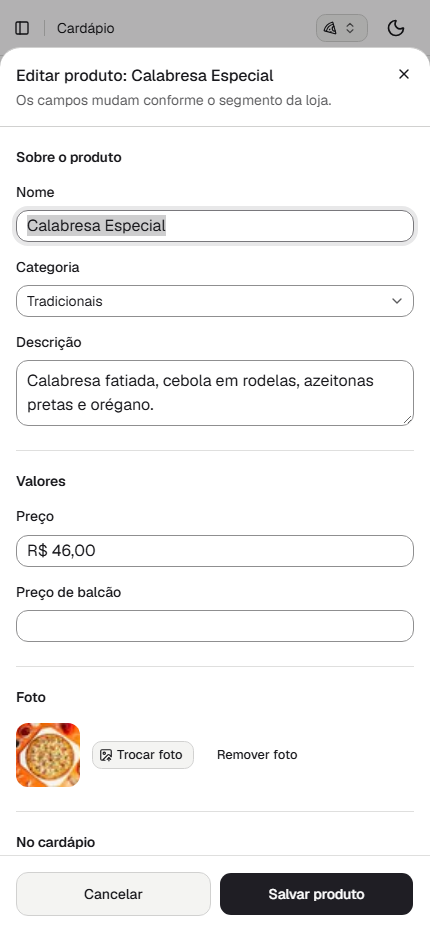 Cardápio
Editar produto: Calabresa Especial
Os campos mudam conforme o segmento da loja.
Sobre o produto
Nome
Calabresa Especial
Categoria
Tradicionais
Descrição
Calabresa fatiada, cebola em rodelas, azeitonas
pretas e orégano.
Valores
Preço
R$ 46,00
Preço de balcão
Foto
Trocar foto
Remover foto
No cardápio
Cancelar
Salvar produto